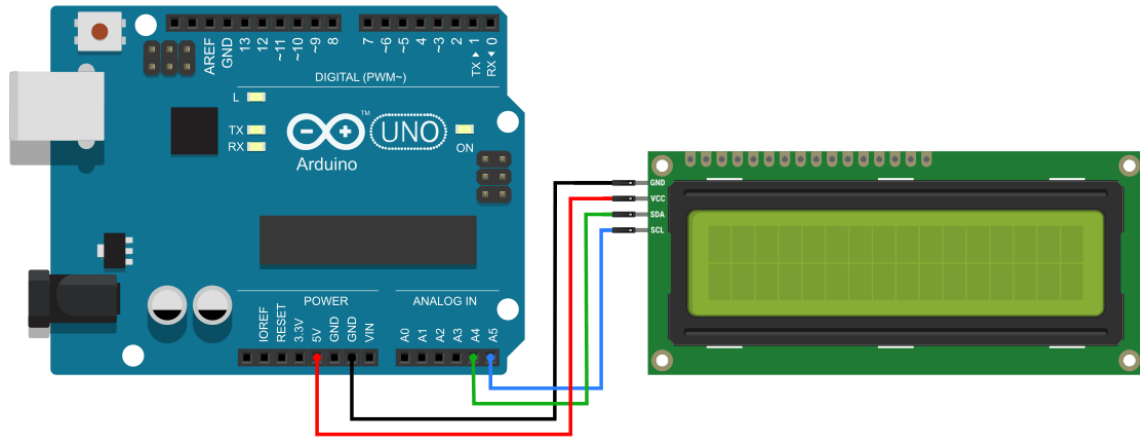 AREF
GND
13
12
~11
~10
~9
8
7
~6
~5
4
~3
2
TX ▸ 1
RX ◂ 0
DIGITAL (PWM~)
L
TX
RX
™
UNO
Arduino
ON
GND
VCC
SDA
SCL
POWER
ANALOG IN
IOREF
RESET
3.3V
5V
GND
GND
VIN
A0
A1
A2
A3
A4
A5